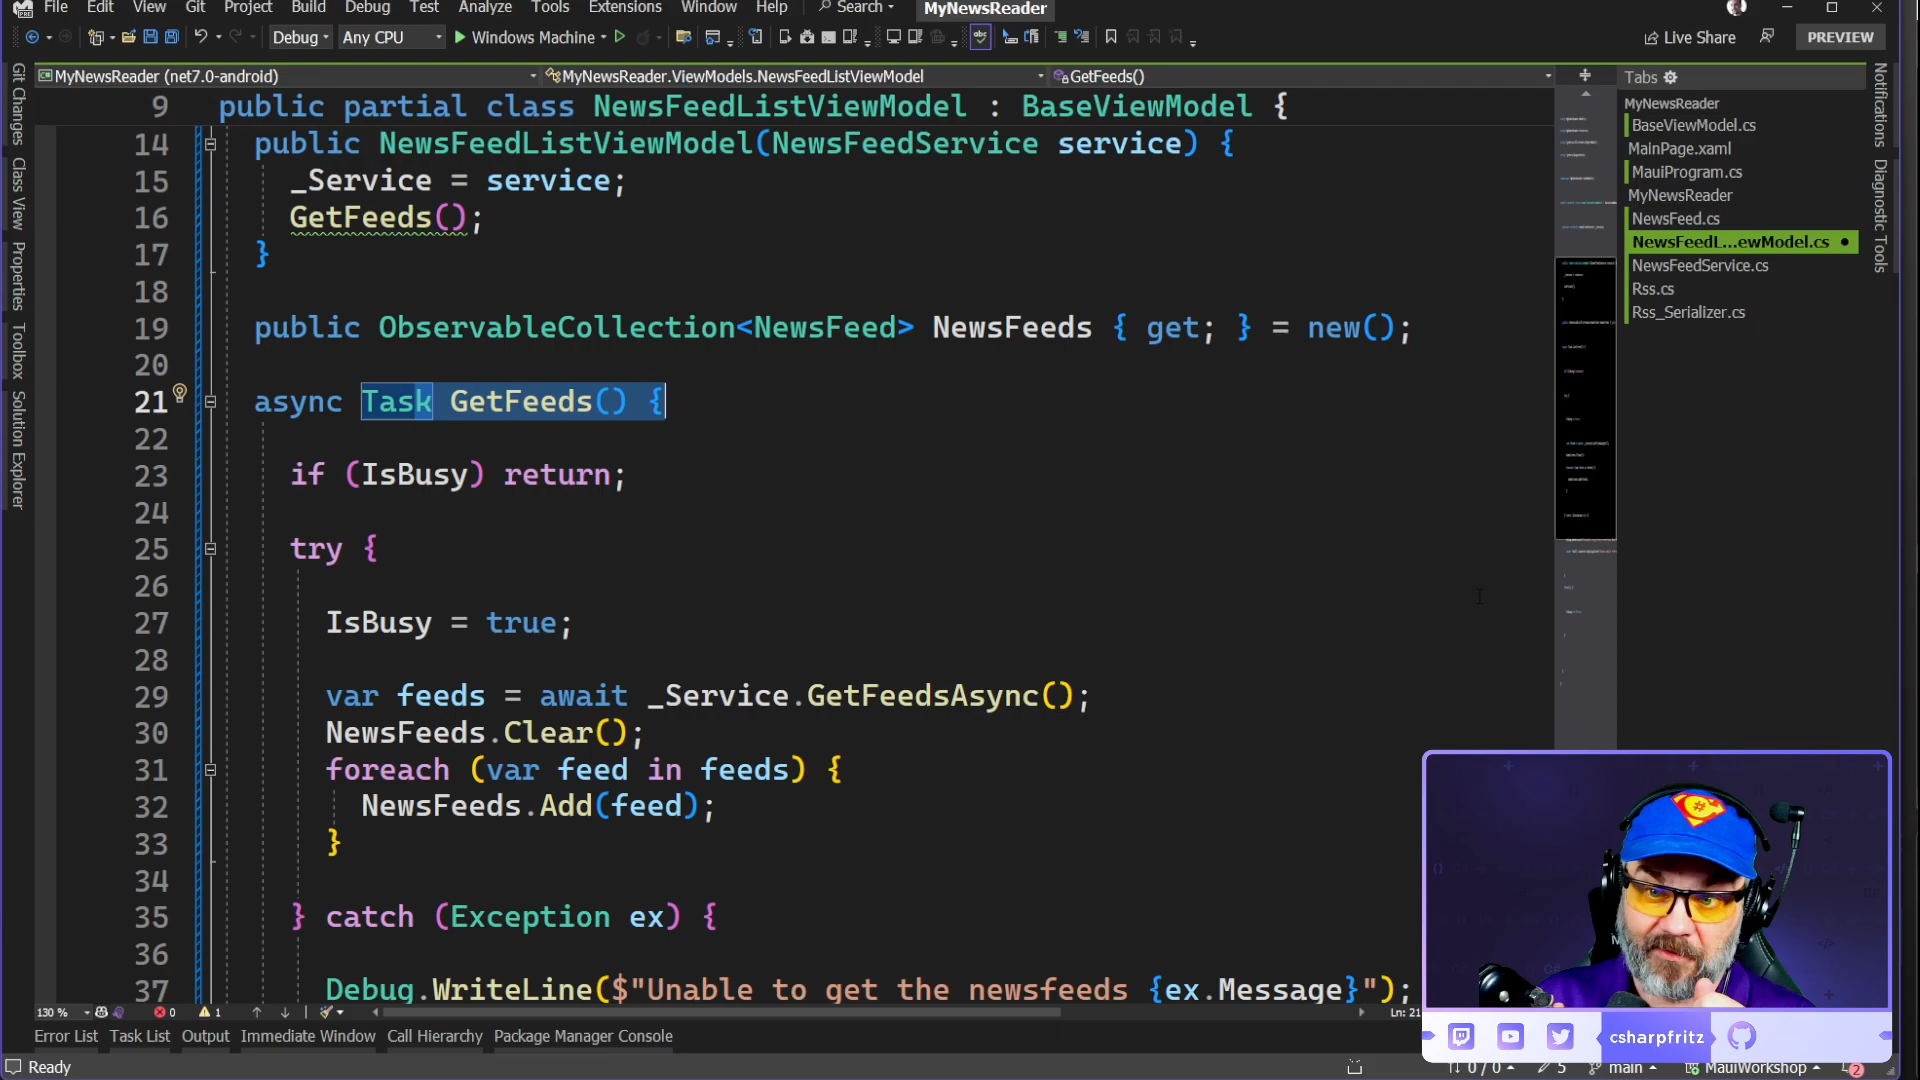 File Edit View Git Project Build Debug Test Analyze Tools Extensions Window Help Search MyNewsReader
Debug Any CPU Windows Machine Live Share PREVIEW
MyNewsReader (net7.0-android) MyNewsReader.ViewModels.NewsFeedListViewModel GetFeeds()
9 public partial class NewsFeedListViewModel : BaseViewModel {
14 public NewsFeedListViewModel(NewsFeedService service) {
15 _Service = service;
16 GetFeeds();
17 }
18
19 public ObservableCollection<NewsFeed> NewsFeeds { get; } = new();
20
21 async Task GetFeeds() {
22
23 if (IsBusy) return;
24
25 try {
26
27 IsBusy = true;
28
29 var feeds = await _Service.GetFeedsAsync();
30 NewsFeeds.Clear();
31 foreach (var feed in feeds) {
32 NewsFeeds.Add(feed);
33 }
34
35 } catch (Exception ex) {
36
37 Debug.WriteLine($"Unable to get the newsfeeds {ex.Message}");
Git Changes
Class View
Properties
Toolbox
Solution Explorer
Tabs
MyNewsReader
BaseViewModel.cs
MainPage.xaml
MauiProgram.cs
MyNewsReader
NewsFeed.cs
NewsFeedL...ewModel.cs
NewsFeedService.cs
Rss.cs
Rss_Serializer.cs
Notifications
Diagnostic Tools
130 % 0 1 Ln: 21
Error List Task List Output Immediate Window Call Hierarchy Package Manager Console
csharpfritz
Ready 0 / 0 5 main MauiWorkshop 2